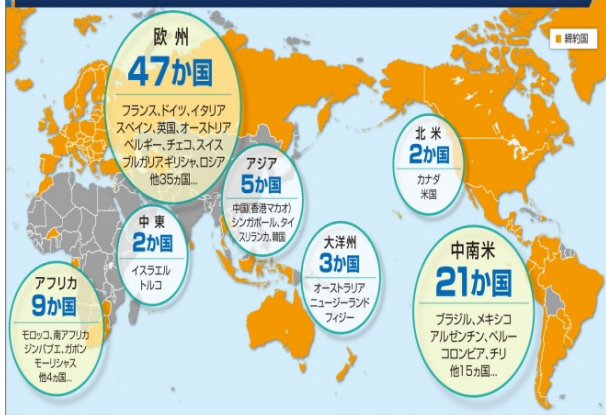 締約国
欧州
47か国
フランス、ドイツ、イタリア
スペイン、英国、オーストリア
ベルギー、チェコ、スイス
ブルガリア、ギリシャ、ロシア
他35ヵ国...
アジア
5か国
中国(香港マカオ)
シンガポール、タイ
スリランカ、韓国
中東
2か国
イスラエル
トルコ
アフリカ
9か国
モロッコ、南アフリカ
ジンバブエ、ガボン
モーリシャス
他4ヵ国...
大洋州
3か国
オーストラリア
ニュージーランド
フィジー
北米
2か国
カナダ
米国
中南米
21か国
ブラジル、メキシコ
アルゼンチン、ペルー
コロンビア、チリ
他15ヵ国...